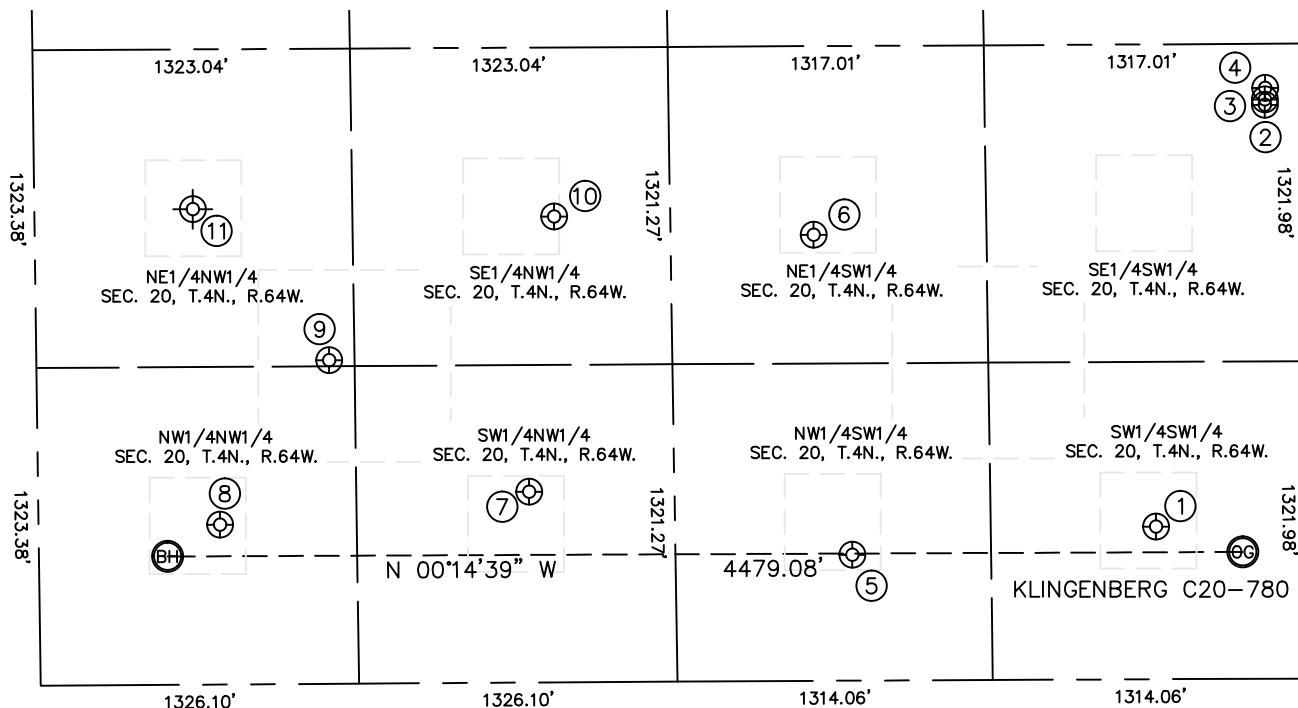 1323.04'
1323.04'
1317.01'
1317.01'
4
3
2
1323.38'
11
10
1321.27'
6
1321.98'
NE1/4NW1/4
SEC. 20, T.4N., R.64W.
SE1/4NW1/4
SEC. 20, T.4N., R.64W.
NE1/4SW1/4
SEC. 20, T.4N., R.64W.
SE1/4SW1/4
SEC. 20, T.4N., R.64W.
9
NW1/4NW1/4
SEC. 20, T.4N., R.64W.
SW1/4NW1/4
SEC. 20, T.4N., R.64W.
NW1/4SW1/4
SEC. 20, T.4N., R.64W.
SW1/4SW1/4
SEC. 20, T.4N., R.64W.
1323.38'
8
7
1321.27'
1
1321.98'
BH
N 00°14'39" W
4479.08'
5
OG
KLINGENBERG C20-780
1326.10'
1326.10'
1314.06'
1314.06'